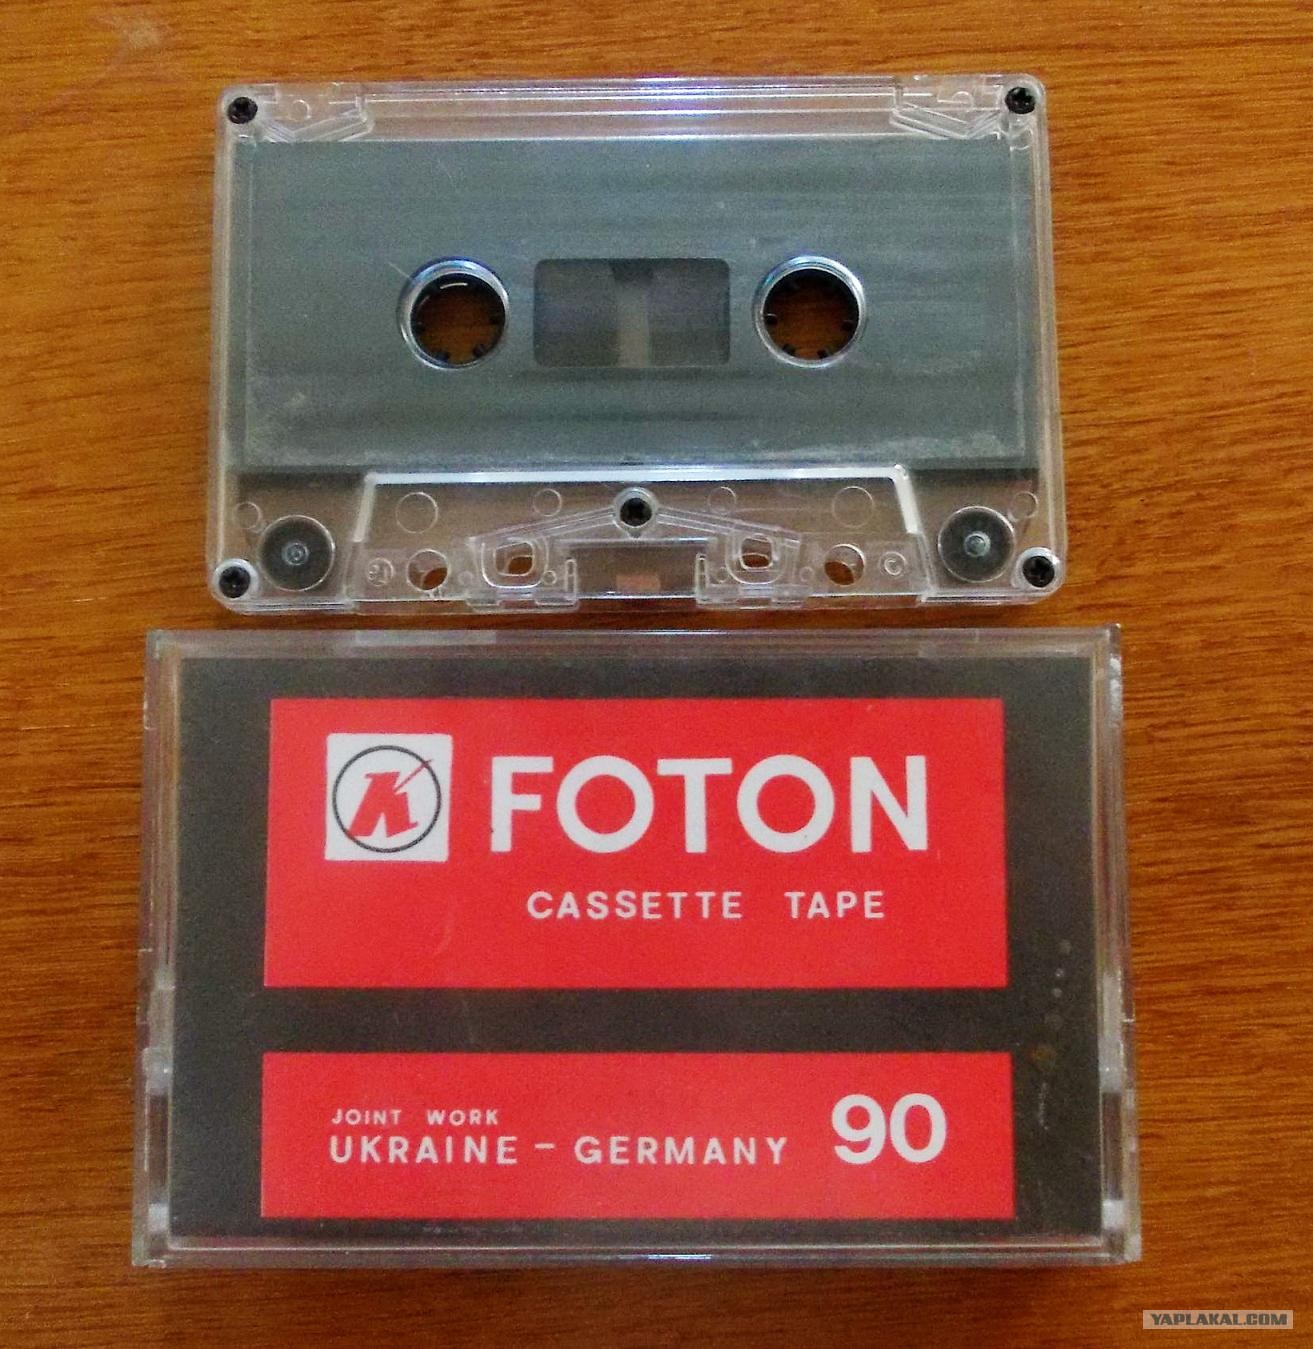 K FOTON
CASSETTE TAPE
JOINT WORK
UKRAINE - GERMANY 90
YAPLAKAL.COM